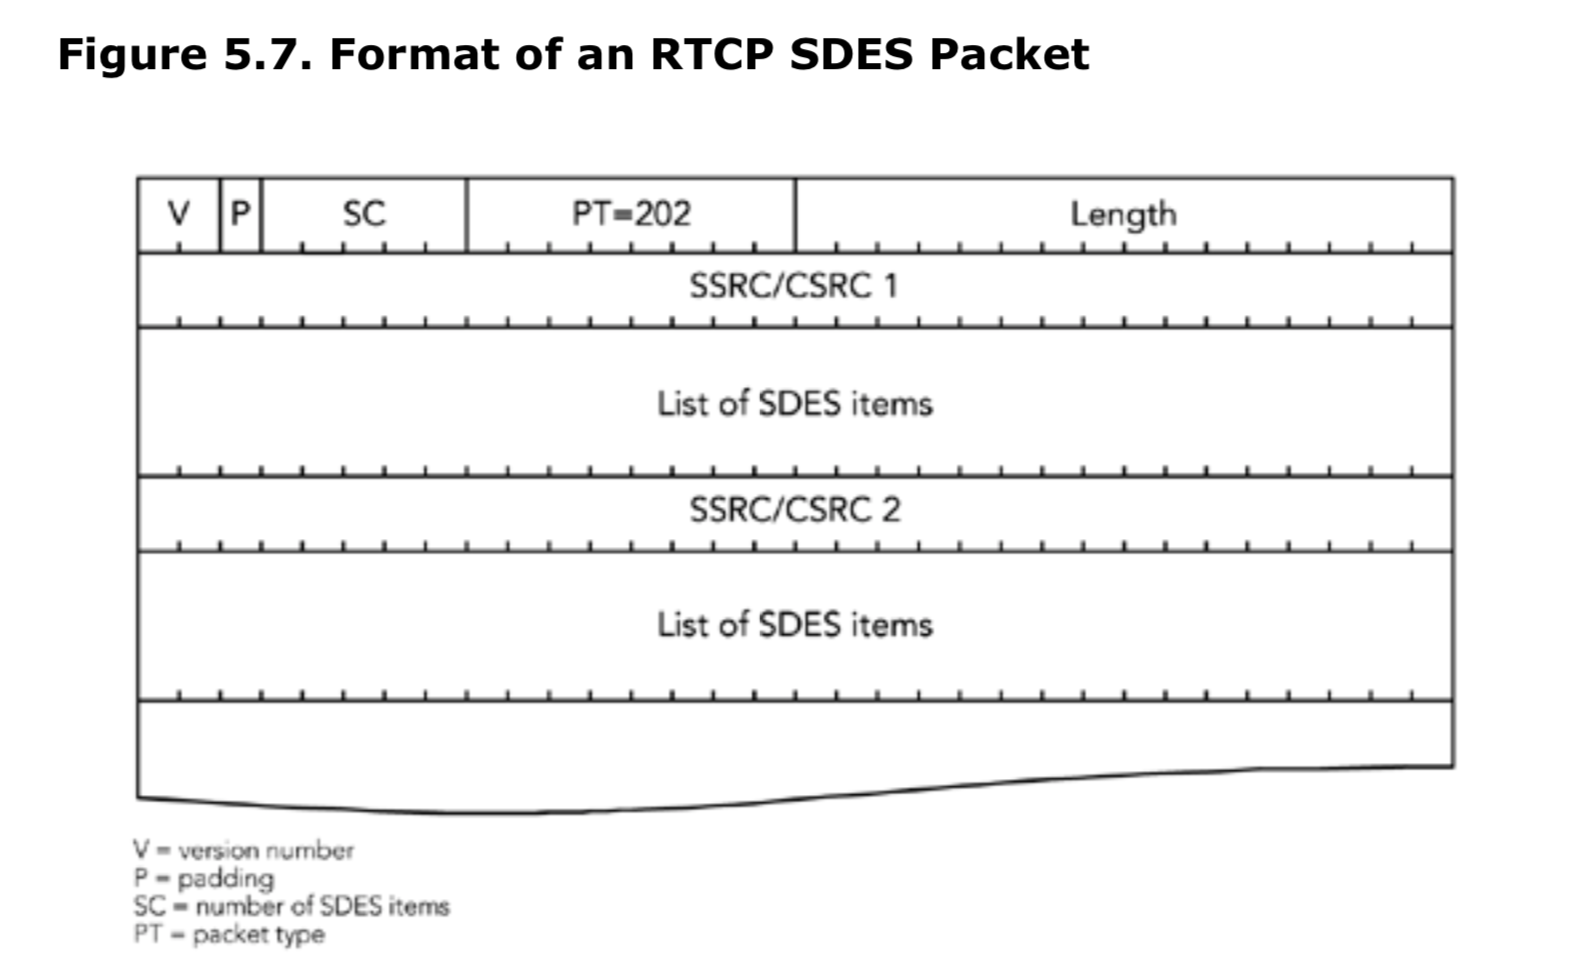 Figure 5.7. Format of an RTCP SDES Packet
V P SC PT=202 Length
SSRC/CSRC 1
List of SDES items
SSRC/CSRC 2
List of SDES items
V = version number
P = padding
SC = number of SDES items
PT = packet type